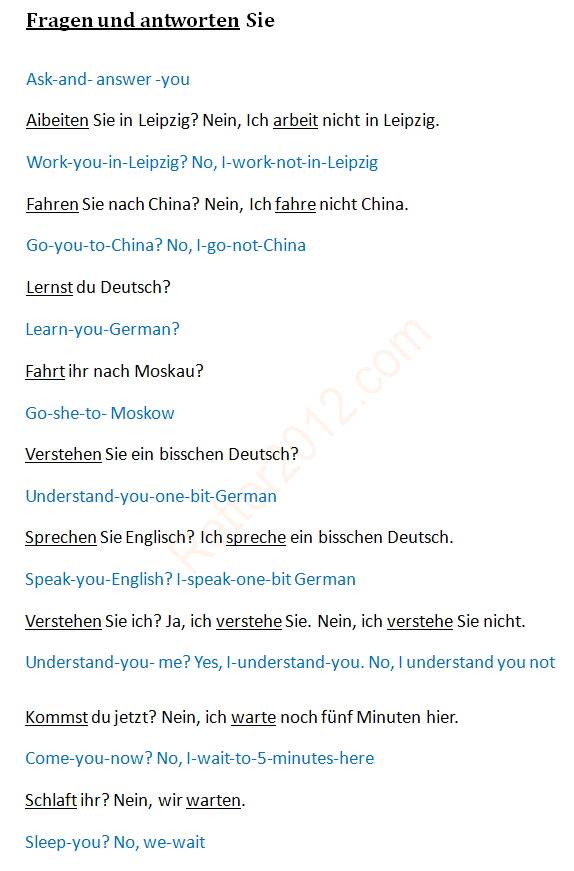 Fragen und antworten Sie
Ask-and- answer -you
Aibeiten Sie in Leipzig? Nein, Ich arbeit nicht in Leipzig.
Work-you-in-Leipzig? No, I-work-not-in-Leipzig
Fahren Sie nach China? Nein, Ich fahre nicht China.
Go-you-to-China? No, I-go-not-China
Lernst du Deutsch?
Learn-you-German?
Fahrt ihr nach Moskau?
Go-she-to- Moskow
Verstehen Sie ein bisschen Deutsch?
Understand-you-one-bit-German
Sprechen Sie Englisch? Ich spreche ein bisschen Deutsch.
Speak-you-English? I-speak-one-bit German
Verstehen Sie ich? Ja, ich verstehe Sie. Nein, ich verstehe Sie nicht.
Understand-you- me? Yes, I-understand-you. No, I understand you not
Kommst du jetzt? Nein, ich warte noch fünf Minuten hier.
Come-you-now? No, I-wait-to-5-minutes-here
Schlaft ihr? Nein, wir warten.
Sleep-you? No, we-wait